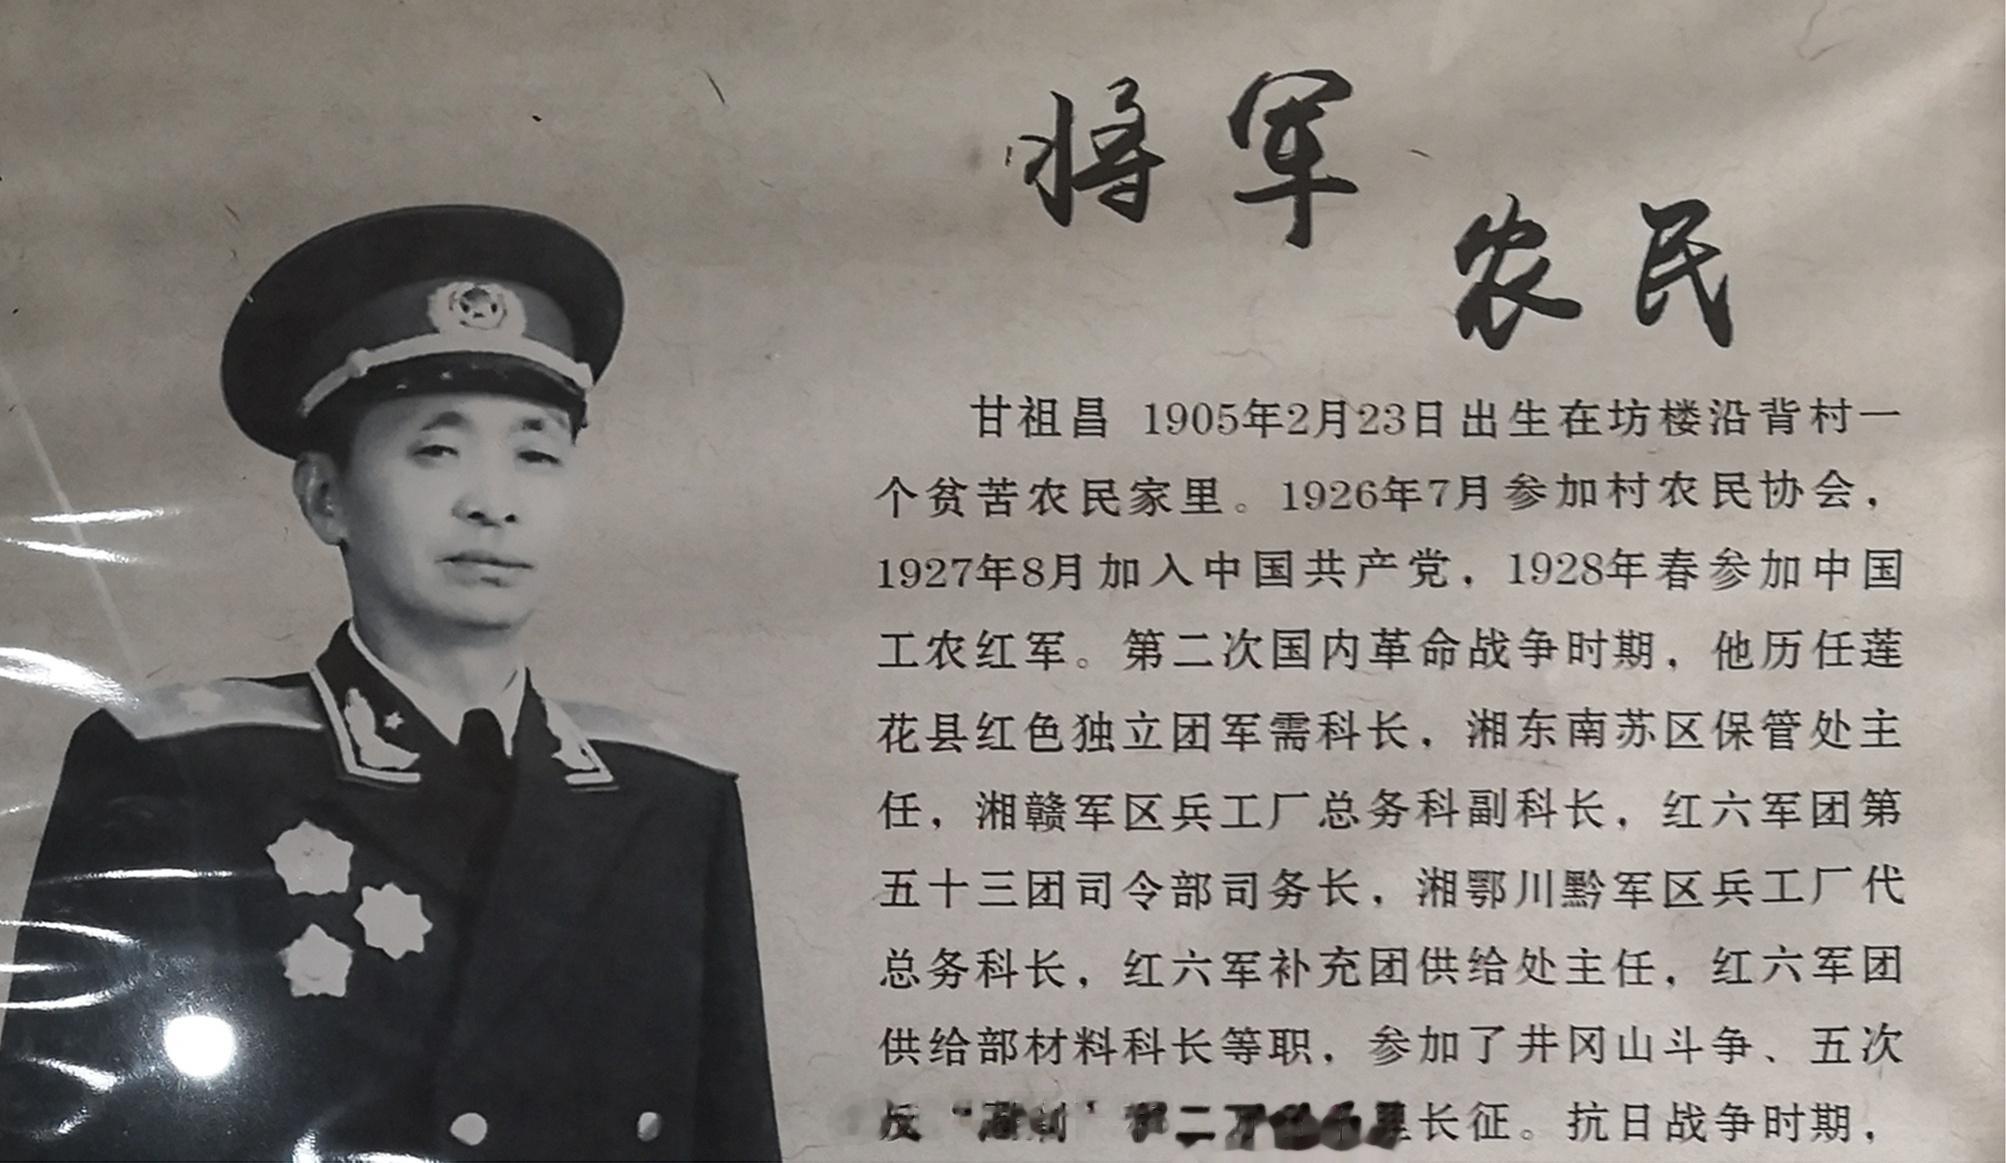 将军
农民
甘祖昌 1905年2月23日出生在坊楼沿背村一
个贫苦农民家里。1926年7月参加村农民协会，
1927年8月加入中国共产党，1928年春参加中国
工农红军。第二次国内革命战争时期，他历任莲
花县红色独立团军需科长，湘东南苏区保管处主
任，湘赣军区兵工厂总务科副科长，红六军团第
五十三团司令部司务长，湘鄂川黔军区兵工厂代
总务科长，红六军补充团供给处主任，红六军团
供给部材料科长等职，参加了井冈山斗争、五次
反 二 里长征。抗日战争时期，